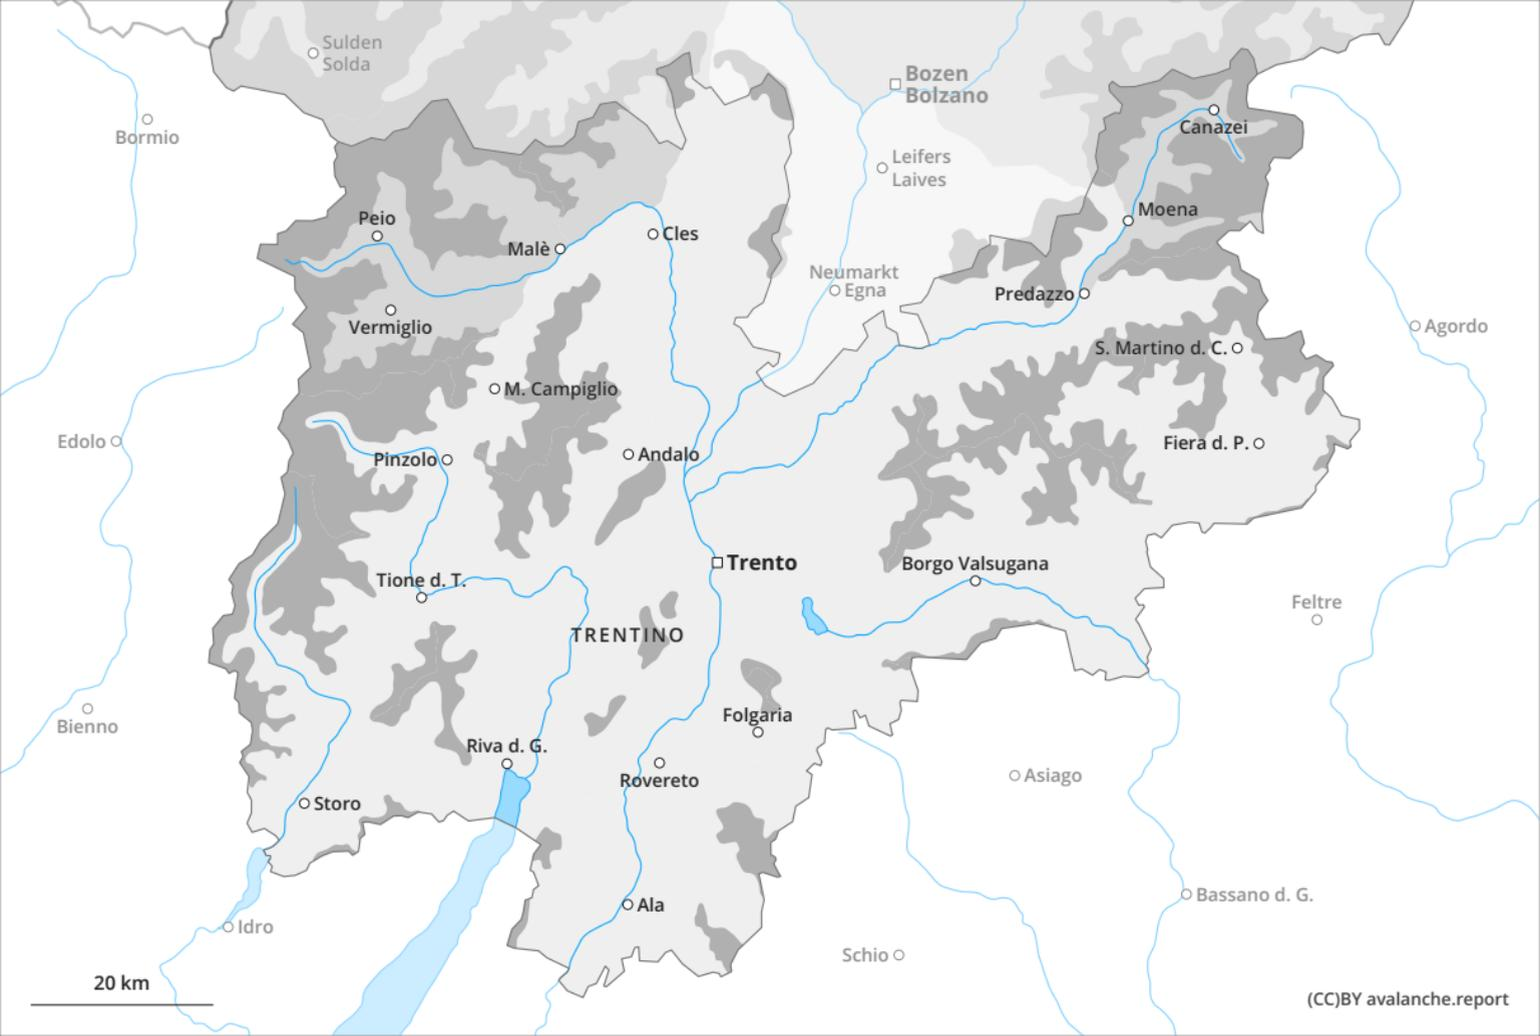 Sulden
Solda
Bozen
Bolzano
Canazei
Bormio
Leifers
Laives
Moena
Peio
Cles
Malè
Neumarkt
Egna
Predazzo
Vermiglio
Agordo
S. Martino d. C.
M. Campiglio
Edolo
Fiera d. P.
Pinzolo
Andalo
Trento
Borgo Valsugana
Tione d. T.
Feltre
TRENTINO
Bienno
Folgaria
Riva d. G.
Rovereto
Asiago
Storo
Bassano d. G.
Ala
Idro
Schio
20 km
(CC)BY avalanche.report